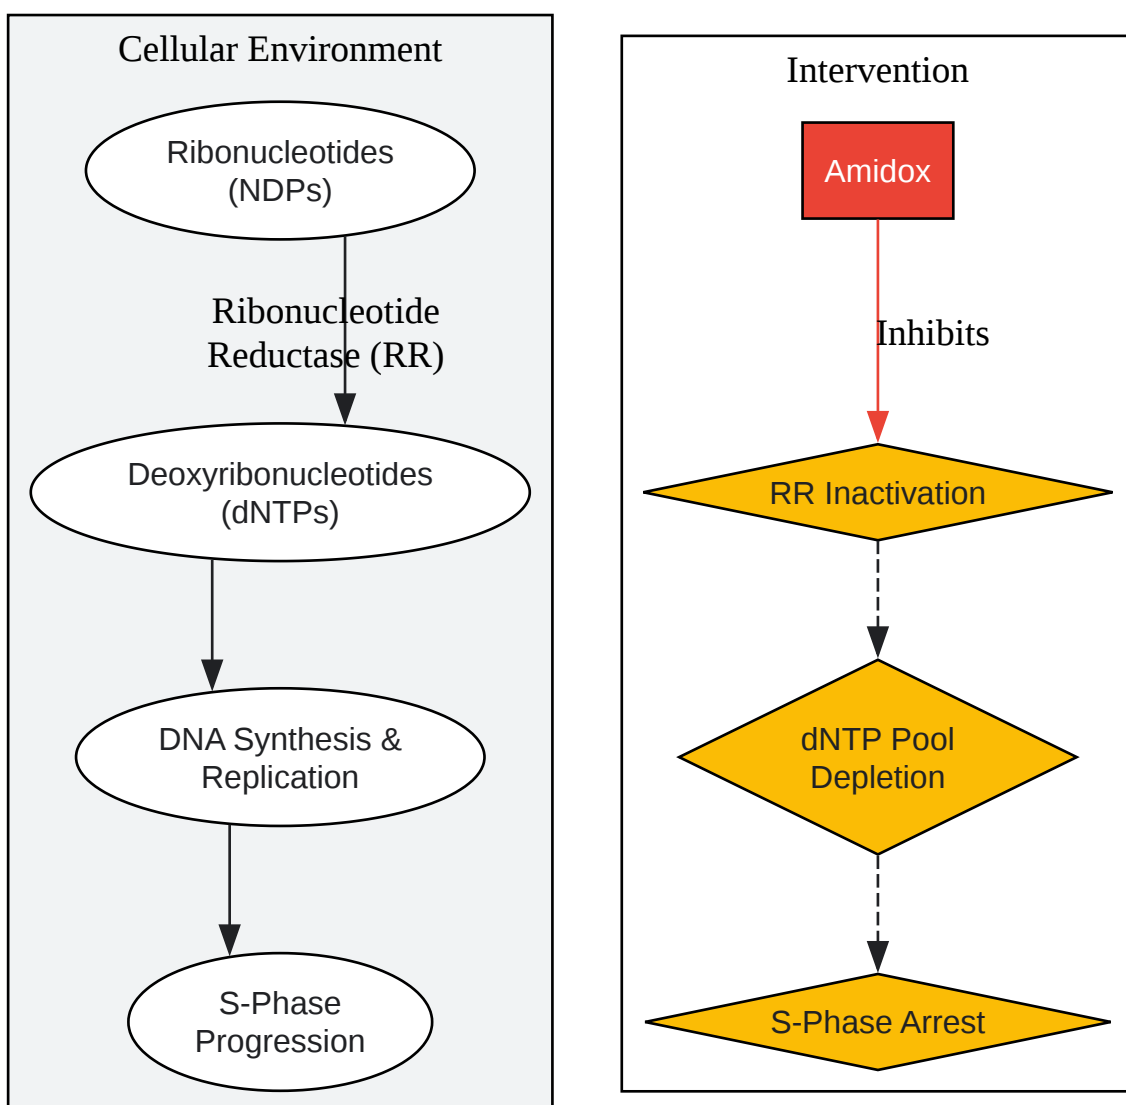 Cellular Environment
Ribonucleotides
(NDPs)
Ribonucleotide
Reductase (RR)
Deoxyribonucleotides
(dNTPs)
DNA Synthesis &
Replication
S-Phase
Progression
Intervention
Amidox
Inhibits
RR Inactivation
dNTP Pool
Depletion
S-Phase Arrest